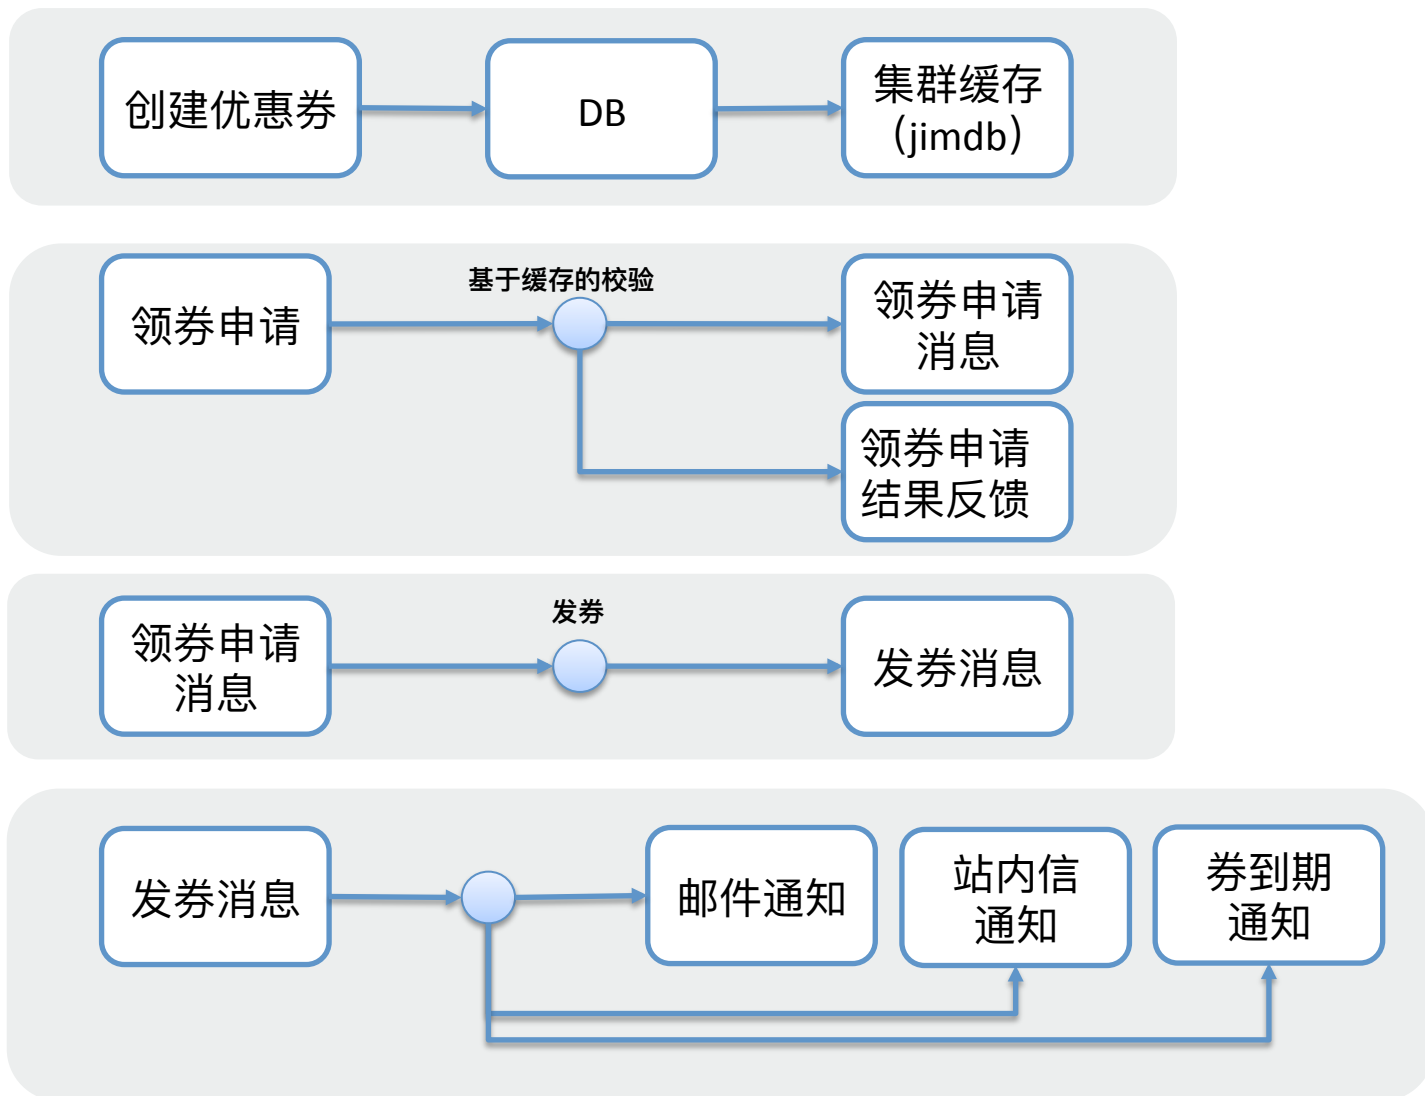 创建优惠券
DB
集群缓存
（jimdb）
领券申请
基于缓存的校验
领券申请
消息
领券申请
结果反馈
领券申请
消息
发券
发券消息
发券消息
邮件通知
站内信
通知
券到期
通知